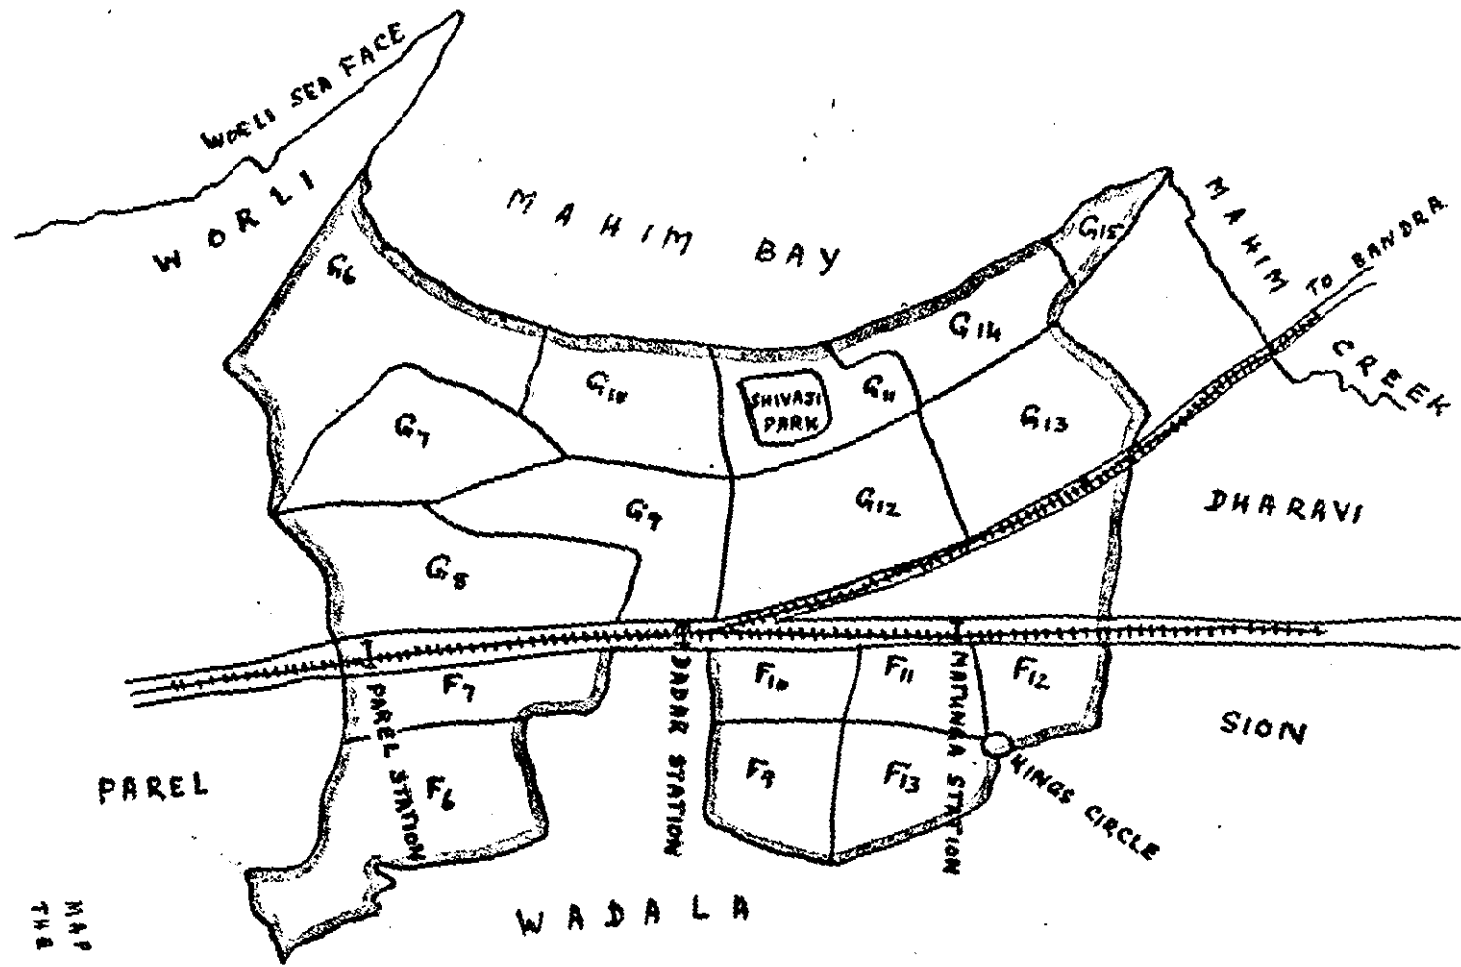 WORLI SEA FACE
WORLI
MAHIM BAY
MAHIM
CREEK
TO BANDRA
G6
G15
G14
G10
SHIVAJI
PARK
G11
G7
G13
G9
G12
DHARAVI
G8
F7
F10
F11
F12
PAREL STATION
DADAR STATION
MATUNGA STATION
SION
PAREL
F6
F9
F13
KINGS CIRCLE
WADALA
MAP
THE